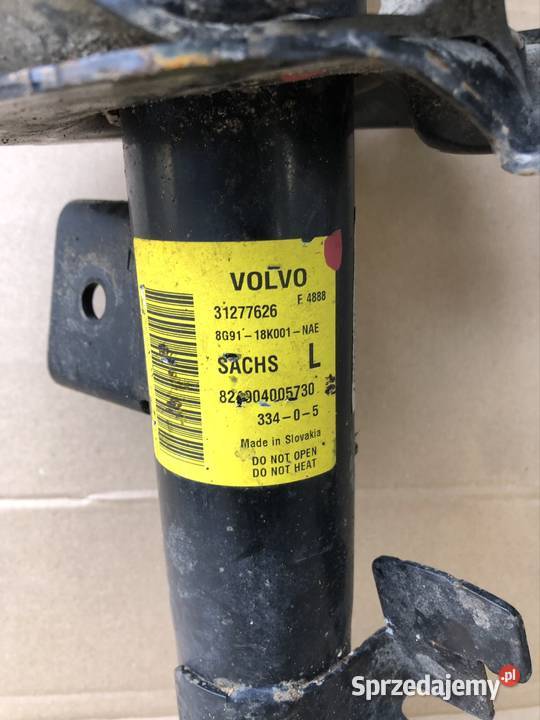 VOLVO
31277626 F 4888
8G91-18K001-NAE
SACHS L
334-0-5
Made in Slovakia
DO NOT OPEN
DO NOT HEAT
Sprzedajemy.pl